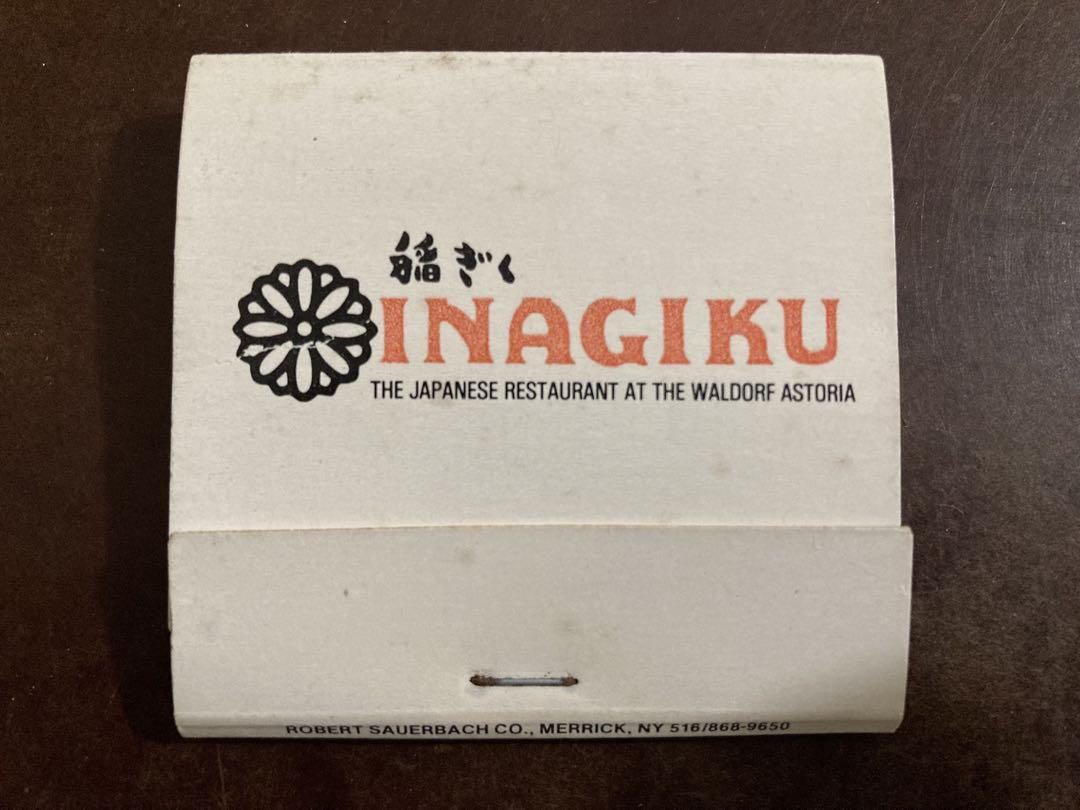 稲ぎく
INAGIKU
THE JAPANESE RESTAURANT AT THE WALDORF ASTORIA
ROBERT SAUERBACH CO., MERRICK, NY 516/868-9650